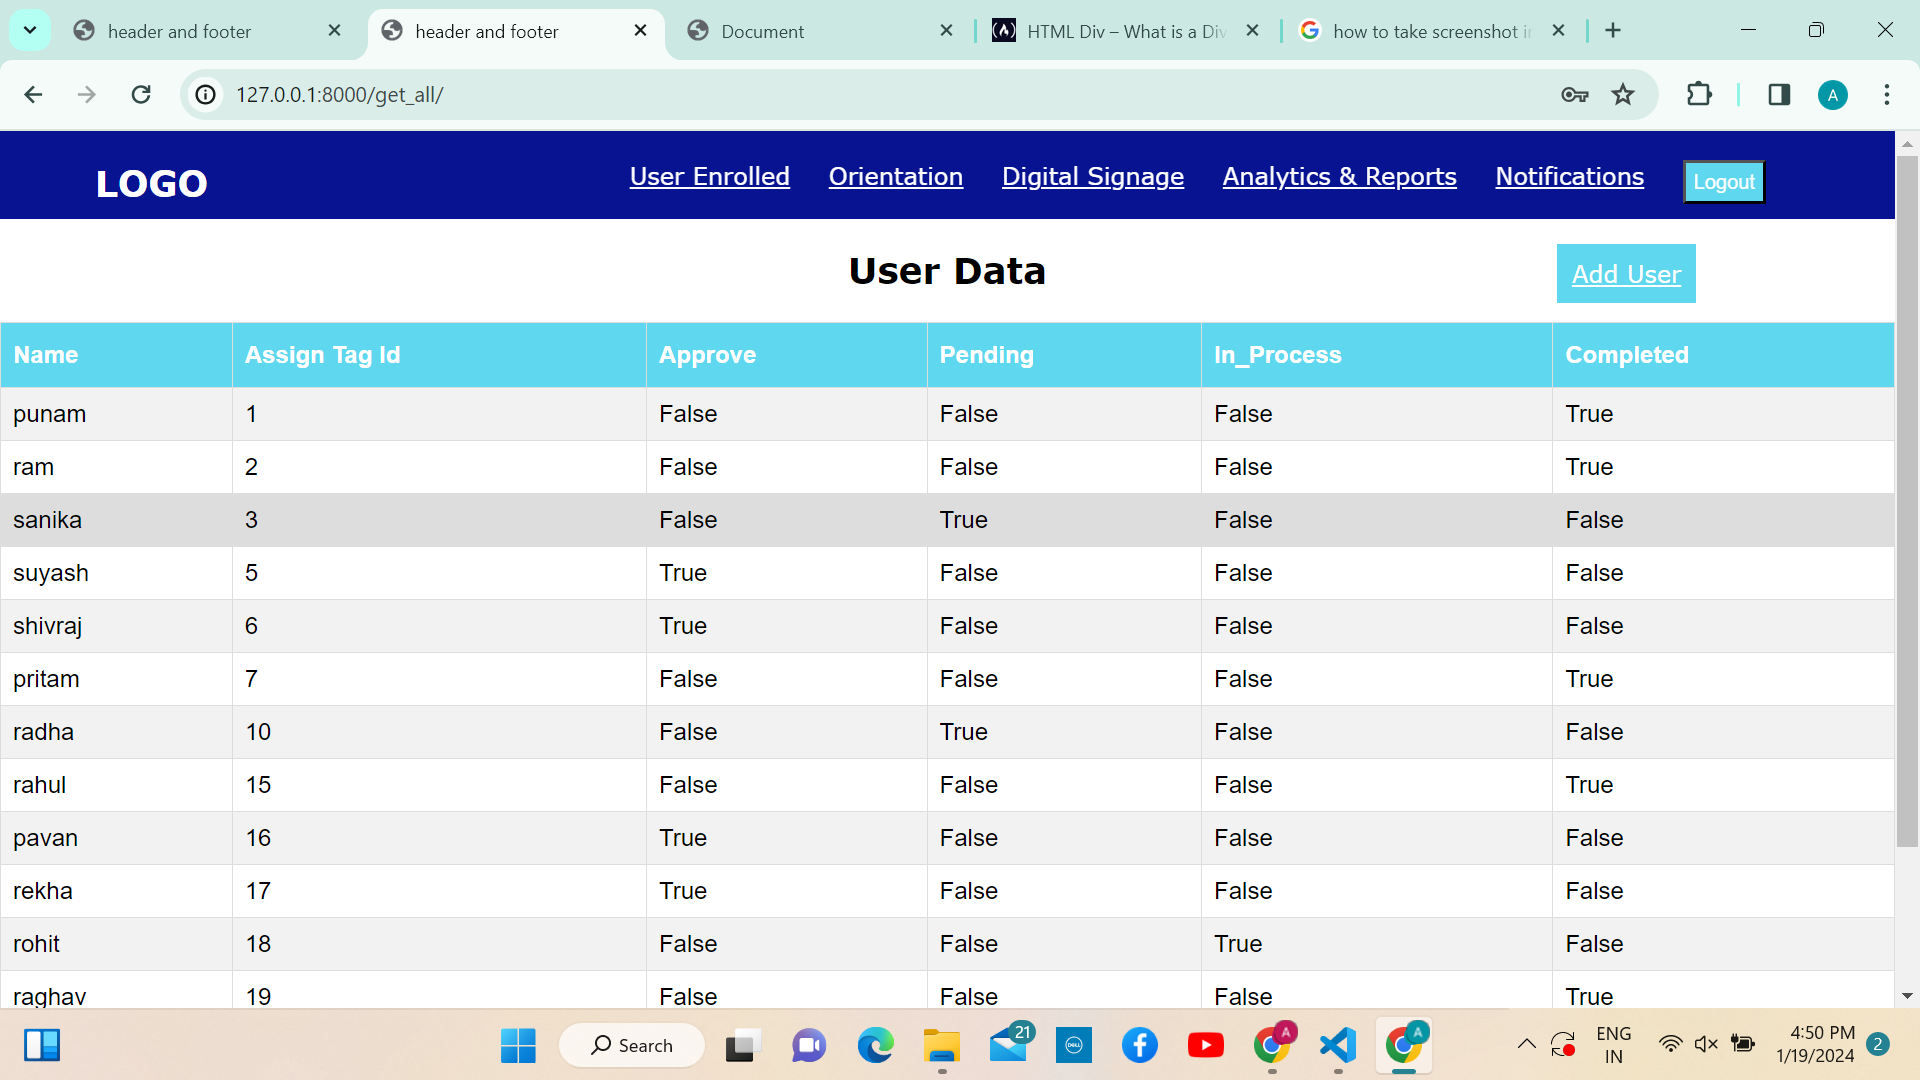 header and footer
header and footer
Document
HTML Div – What is a Div
how to take screenshot in
127.0.0.1:8000/get_all/
A
LOGO
User Enrolled Orientation Digital Signage Analytics & Reports Notifications Logout
User Data
Add User
Name Assign Tag Id Approve Pending In_Process Completed
punam 1 False False False True
ram 2 False False False True
sanika 3 False True False False
suyash 5 True False False False
shivraj 6 True False False False
pritam 7 False False False True
radha 10 False True False False
rahul 15 False False False True
pavan 16 True False False False
rekha 17 True False False False
rohit 18 False False True False
raghav 19 False False False True
Search
21
DELL
A
A
ENG
IN
4:50 PM
1/19/2024
2